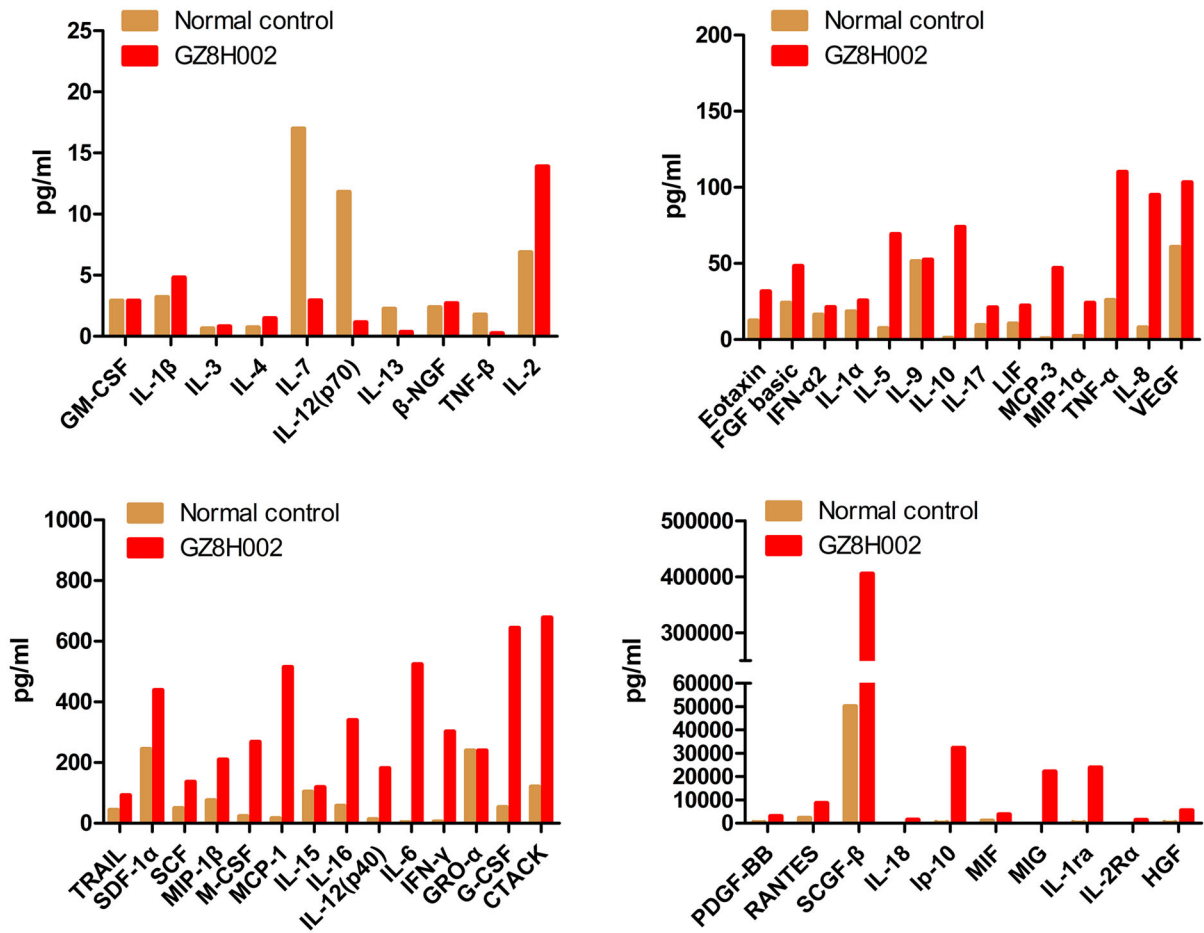 Normal control
GZ8H002
25
20
15
10
5
0
pg/ml
GM-CSF
IL-1β
IL-3
IL-4
IL-7
IL-12(p70)
IL-13
β-NGF
TNF-β
IL-2
Normal control
GZ8H002
200
150
100
50
0
pg/ml
Eotaxin
FGF basic
IFN-α2
IL-1α
IL-5
IL-9
IL-10
IL-17
LIF
MCP-3
MIP-1α
TNF-α
IL-8
VEGF
Normal control
GZ8H002
1000
800
600
400
200
0
pg/ml
TRAIL
SDF-1α
SCF
MIP-1β
M-CSF
MCP-1
IL-15
IL-16
IL-12(p40)
IL-6
IFN-γ
GRO-α
G-CSF
CTACK
Normal control
GZ8H002
500000
400000
300000
60000
50000
40000
30000
20000
10000
0
pg/ml
PDGF-BB
RANTES
SCGF-β
IL-18
Ip-10
MIF
MIG
IL-1ra
IL-2Rα
HGF